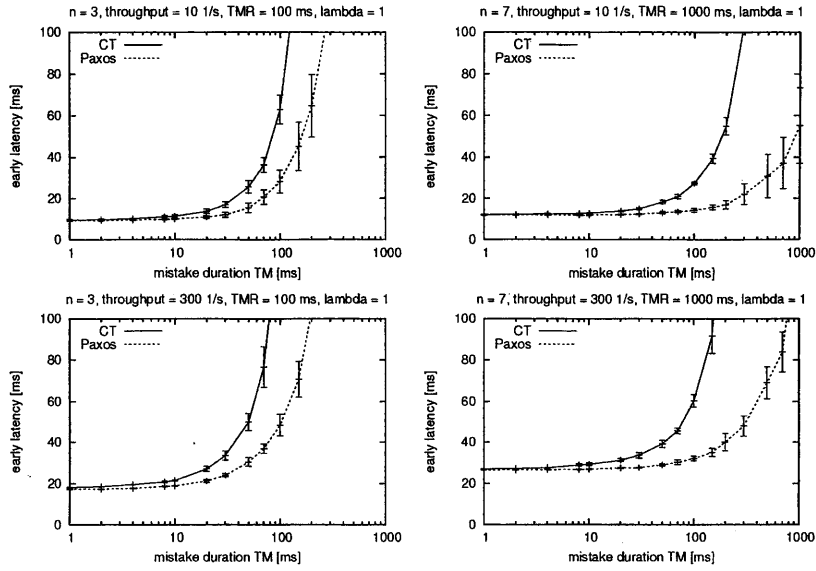 n = 3, throughput = 10 1/s, TMR = 100 ms, lambda = 1
100
80
60
40
20
0
early latency [ms]
CT
Paxos
1
10
100
1000
mistake duration TM [ms]
n = 7, throughput = 10 1/s, TMR = 1000 ms, lambda = 1
100
80
60
40
20
0
early latency [ms]
CT
Paxos
1
10
100
1000
mistake duration TM [ms]
n = 3, throughput = 300 1/s, TMR = 100 ms, lambda = 1
100
80
60
40
20
0
early latency [ms]
CT
Paxos
1
10
100
1000
mistake duration TM [ms]
n = 7, throughput = 300 1/s, TMR = 1000 ms, lambda = 1
100
80
60
40
20
0
early latency [ms]
CT
Paxos
1
10
100
1000
mistake duration TM [ms]